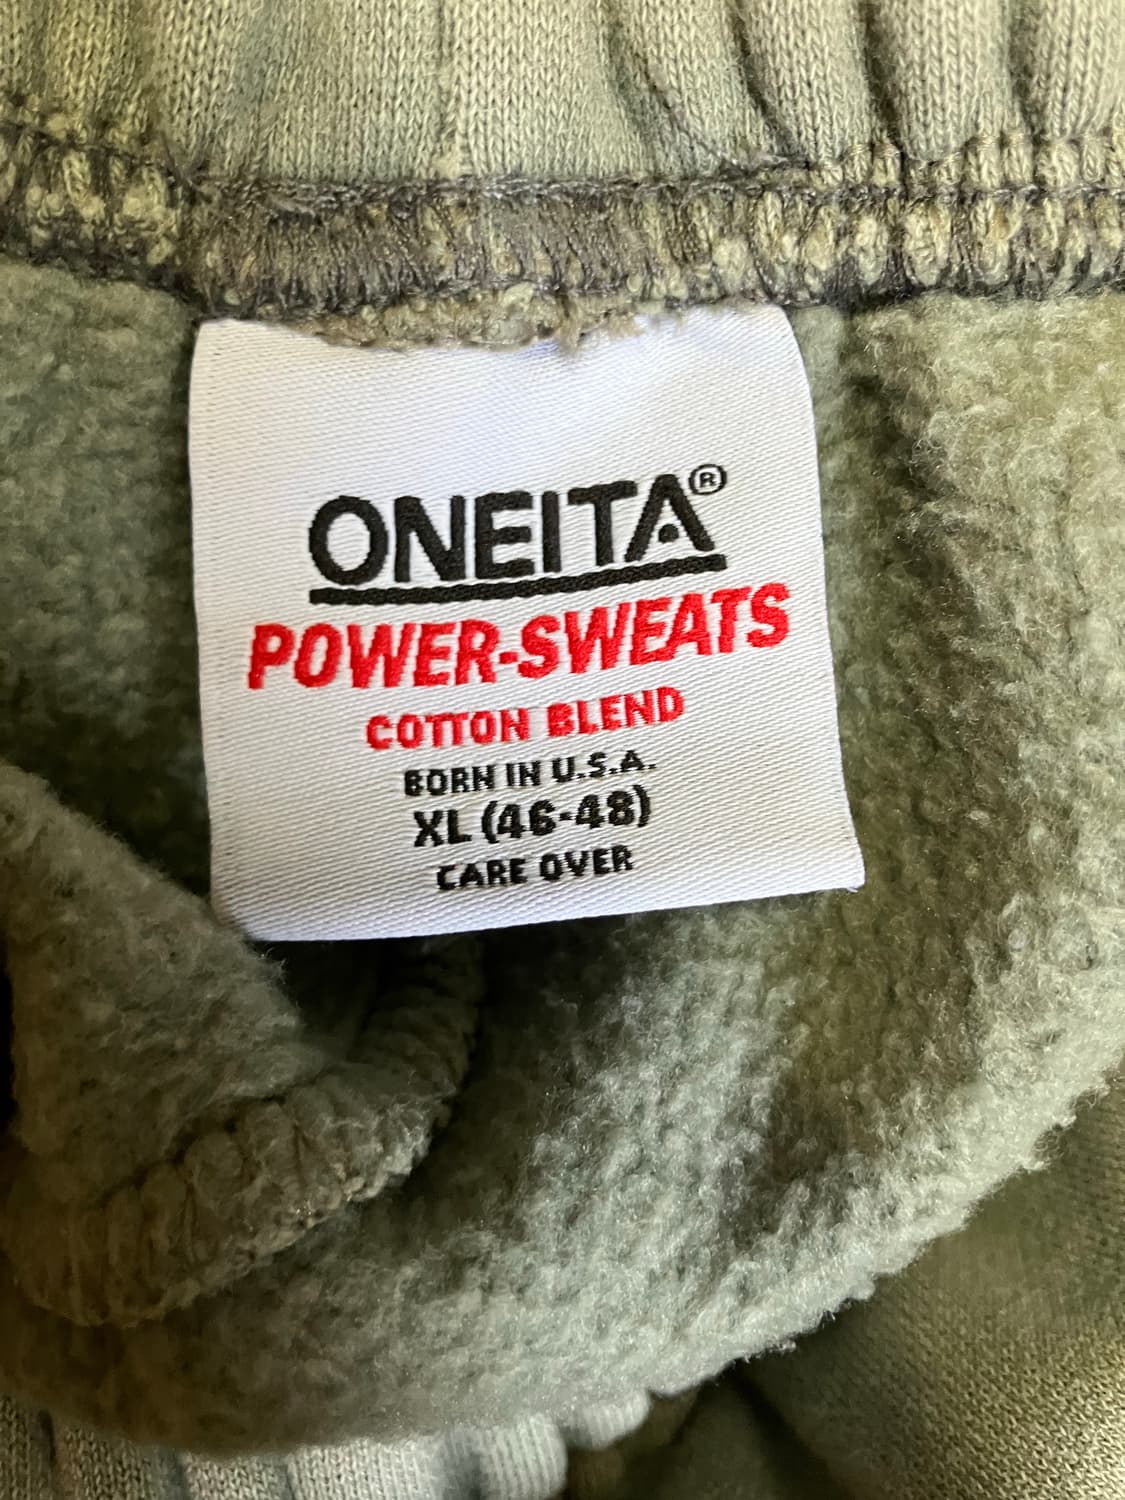 ONEITA®
POWER-SWEATS
COTTON BLEND
BORN IN U.S.A.
XL (46-48)
CARE OVER